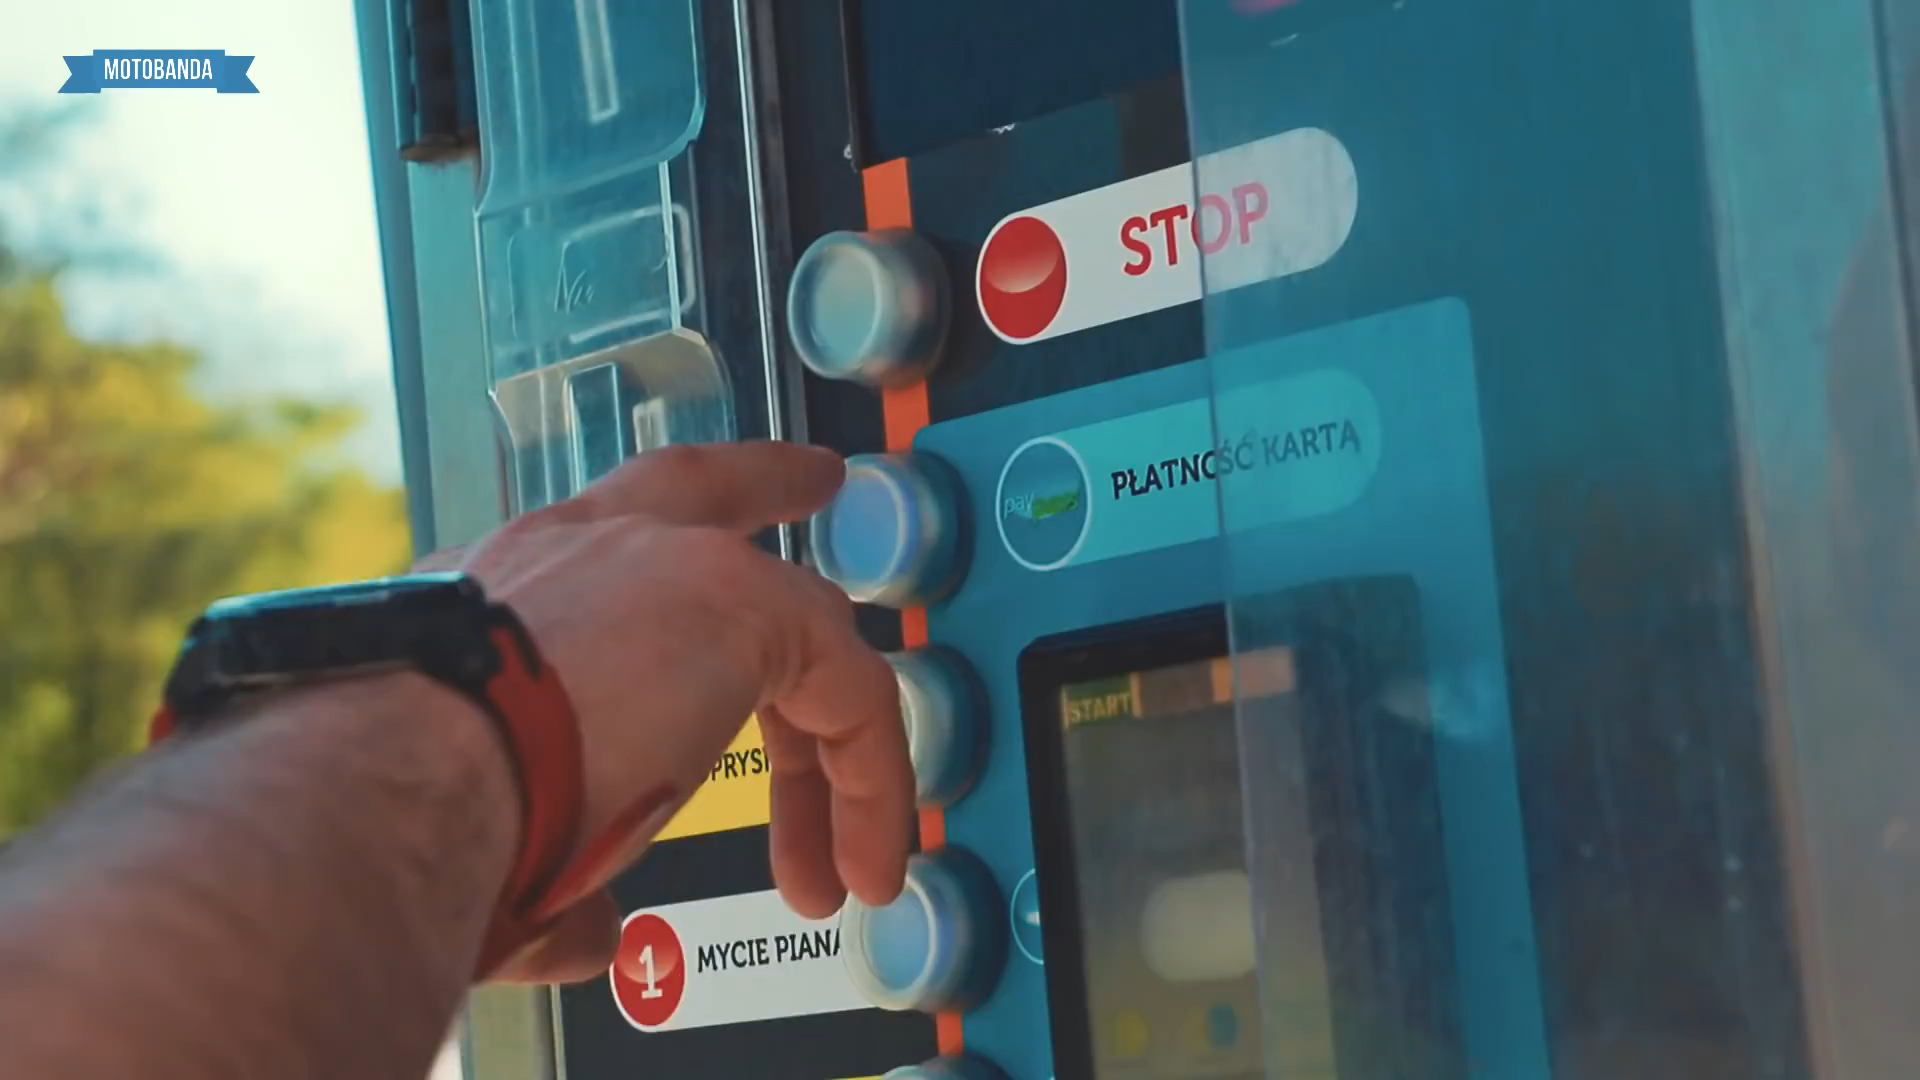 MOTOBANDA
STOP
PŁATNOŚĆ KARTĄ
pay
START
1
MYCIE PIANĄ